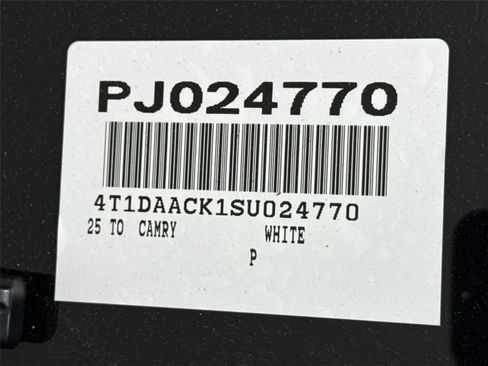 PJ024770
4T1DAACK1SU024770
25 TO CAMRY WHITE
P